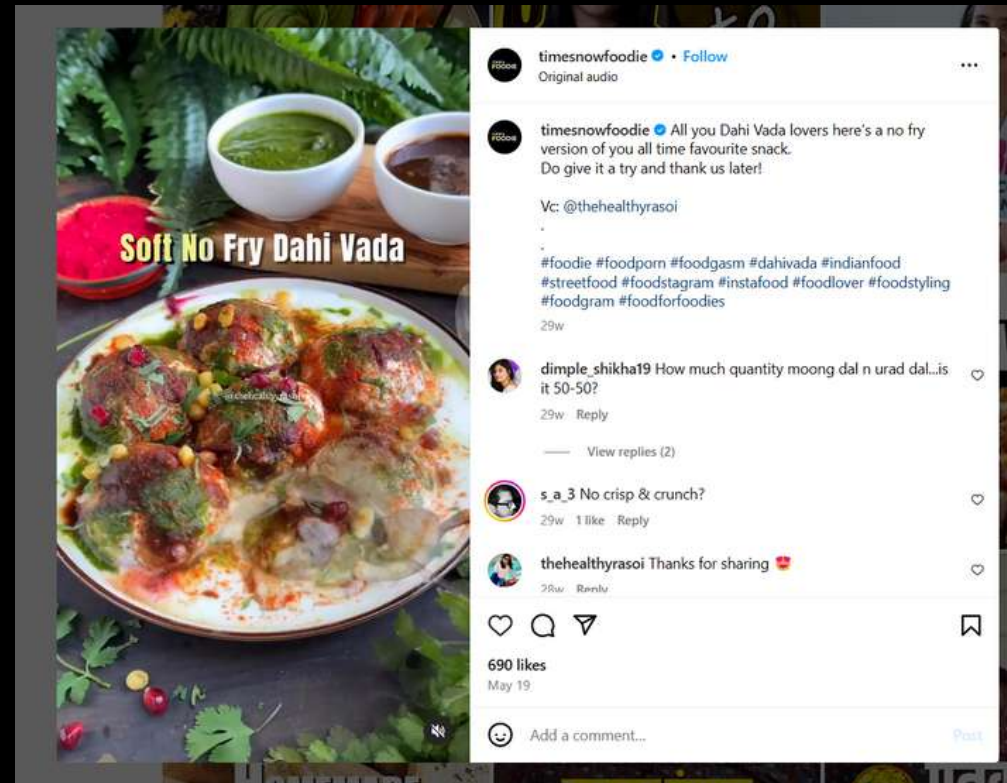 Soft No Fry Dahi Vada
@thehealthyrasoi
timesnowfoodie • Follow
Original audio
timesnowfoodie All you Dahi Vada lovers here's a no fry
version of you all time favourite snack.
Do give it a try and thank us later!
Vc: @thehealthyrasoi
.
.
#foodie #foodporn #foodgasm #dahivada #indianfood
#streetfood #foodstagram #instafood #foodlover #foodstyling
#foodgram #foodforfoodies
29w
dimple_shikha19 How much quantity moong dal n urad dal...is
it 50-50?
29w Reply
View replies (2)
s_a_3 No crisp & crunch?
29w 1 like Reply
thehealthyrasoi Thanks for sharing 😍
28w Reply
690 likes
May 19
Add a comment...
Post